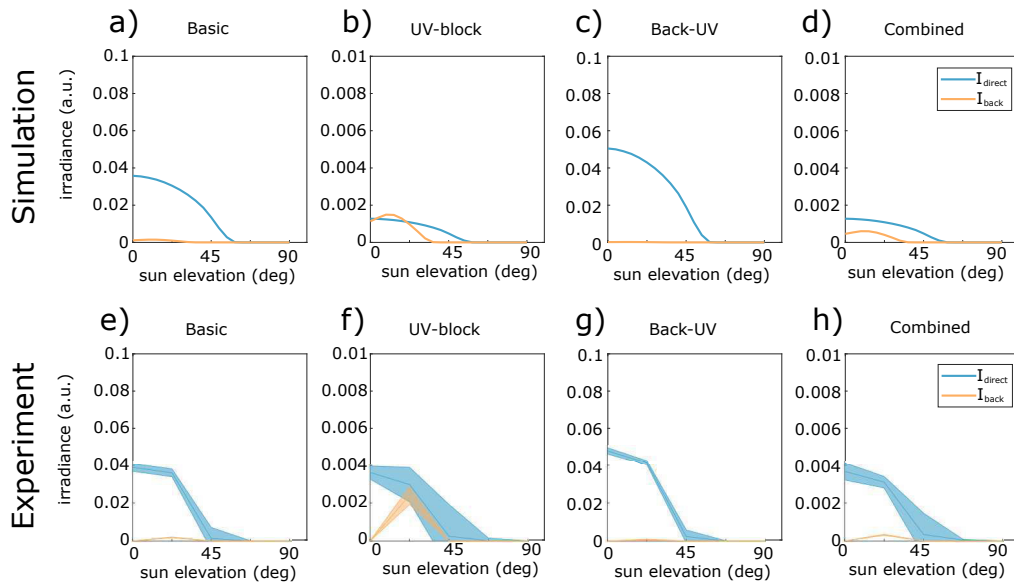 a) b) c) d)
Basic UV-block Back-UV Combined
Simulation
irradiance (a.u.)
0.1 0.01 0.1 0.01
0.08 0.008 0.08 0.008
0.06 0.006 0.06 0.006
0.04 0.004 0.04 0.004
0.02 0.002 0.02 0.002
0 0 0 0
I direct
I back
0 45 90 0 45 90 0 45 90 0 45 90
sun elevation (deg) sun elevation (deg) sun elevation (deg) sun elevation (deg)
e) f) g) h)
Basic UV-block Back-UV Combined
Experiment
irradiance (a.u.)
0.1 0.01 0.1 0.01
0.08 0.008 0.08 0.008
0.06 0.006 0.06 0.006
0.04 0.004 0.04 0.004
0.02 0.002 0.02 0.002
0 0 0 0
I direct
I back
0 45 90 0 45 90 0 45 90 0 45 90
sun elevation (deg) sun elevation (deg) sun elevation (deg) sun elevation (deg)